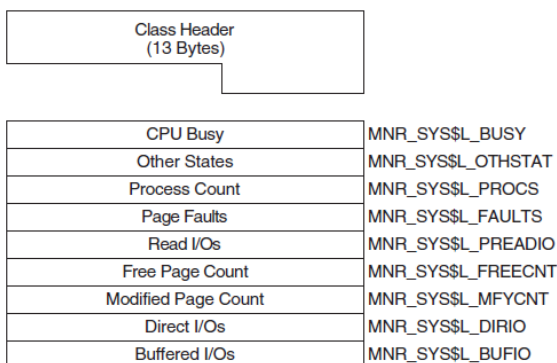 Class Header
(13 Bytes)
CPU Busy MNR_SYS$L_BUSY
Other States MNR_SYS$L_OTHSTAT
Process Count MNR_SYS$L_PROCS
Page Faults MNR_SYS$L_FAULTS
Read I/Os MNR_SYS$L_PREADIO
Free Page Count MNR_SYS$L_FREECNT
Modified Page Count MNR_SYS$L_MFYCNT
Direct I/Os MNR_SYS$L_DIRIO
Buffered I/Os MNR_SYS$L_BUFIO